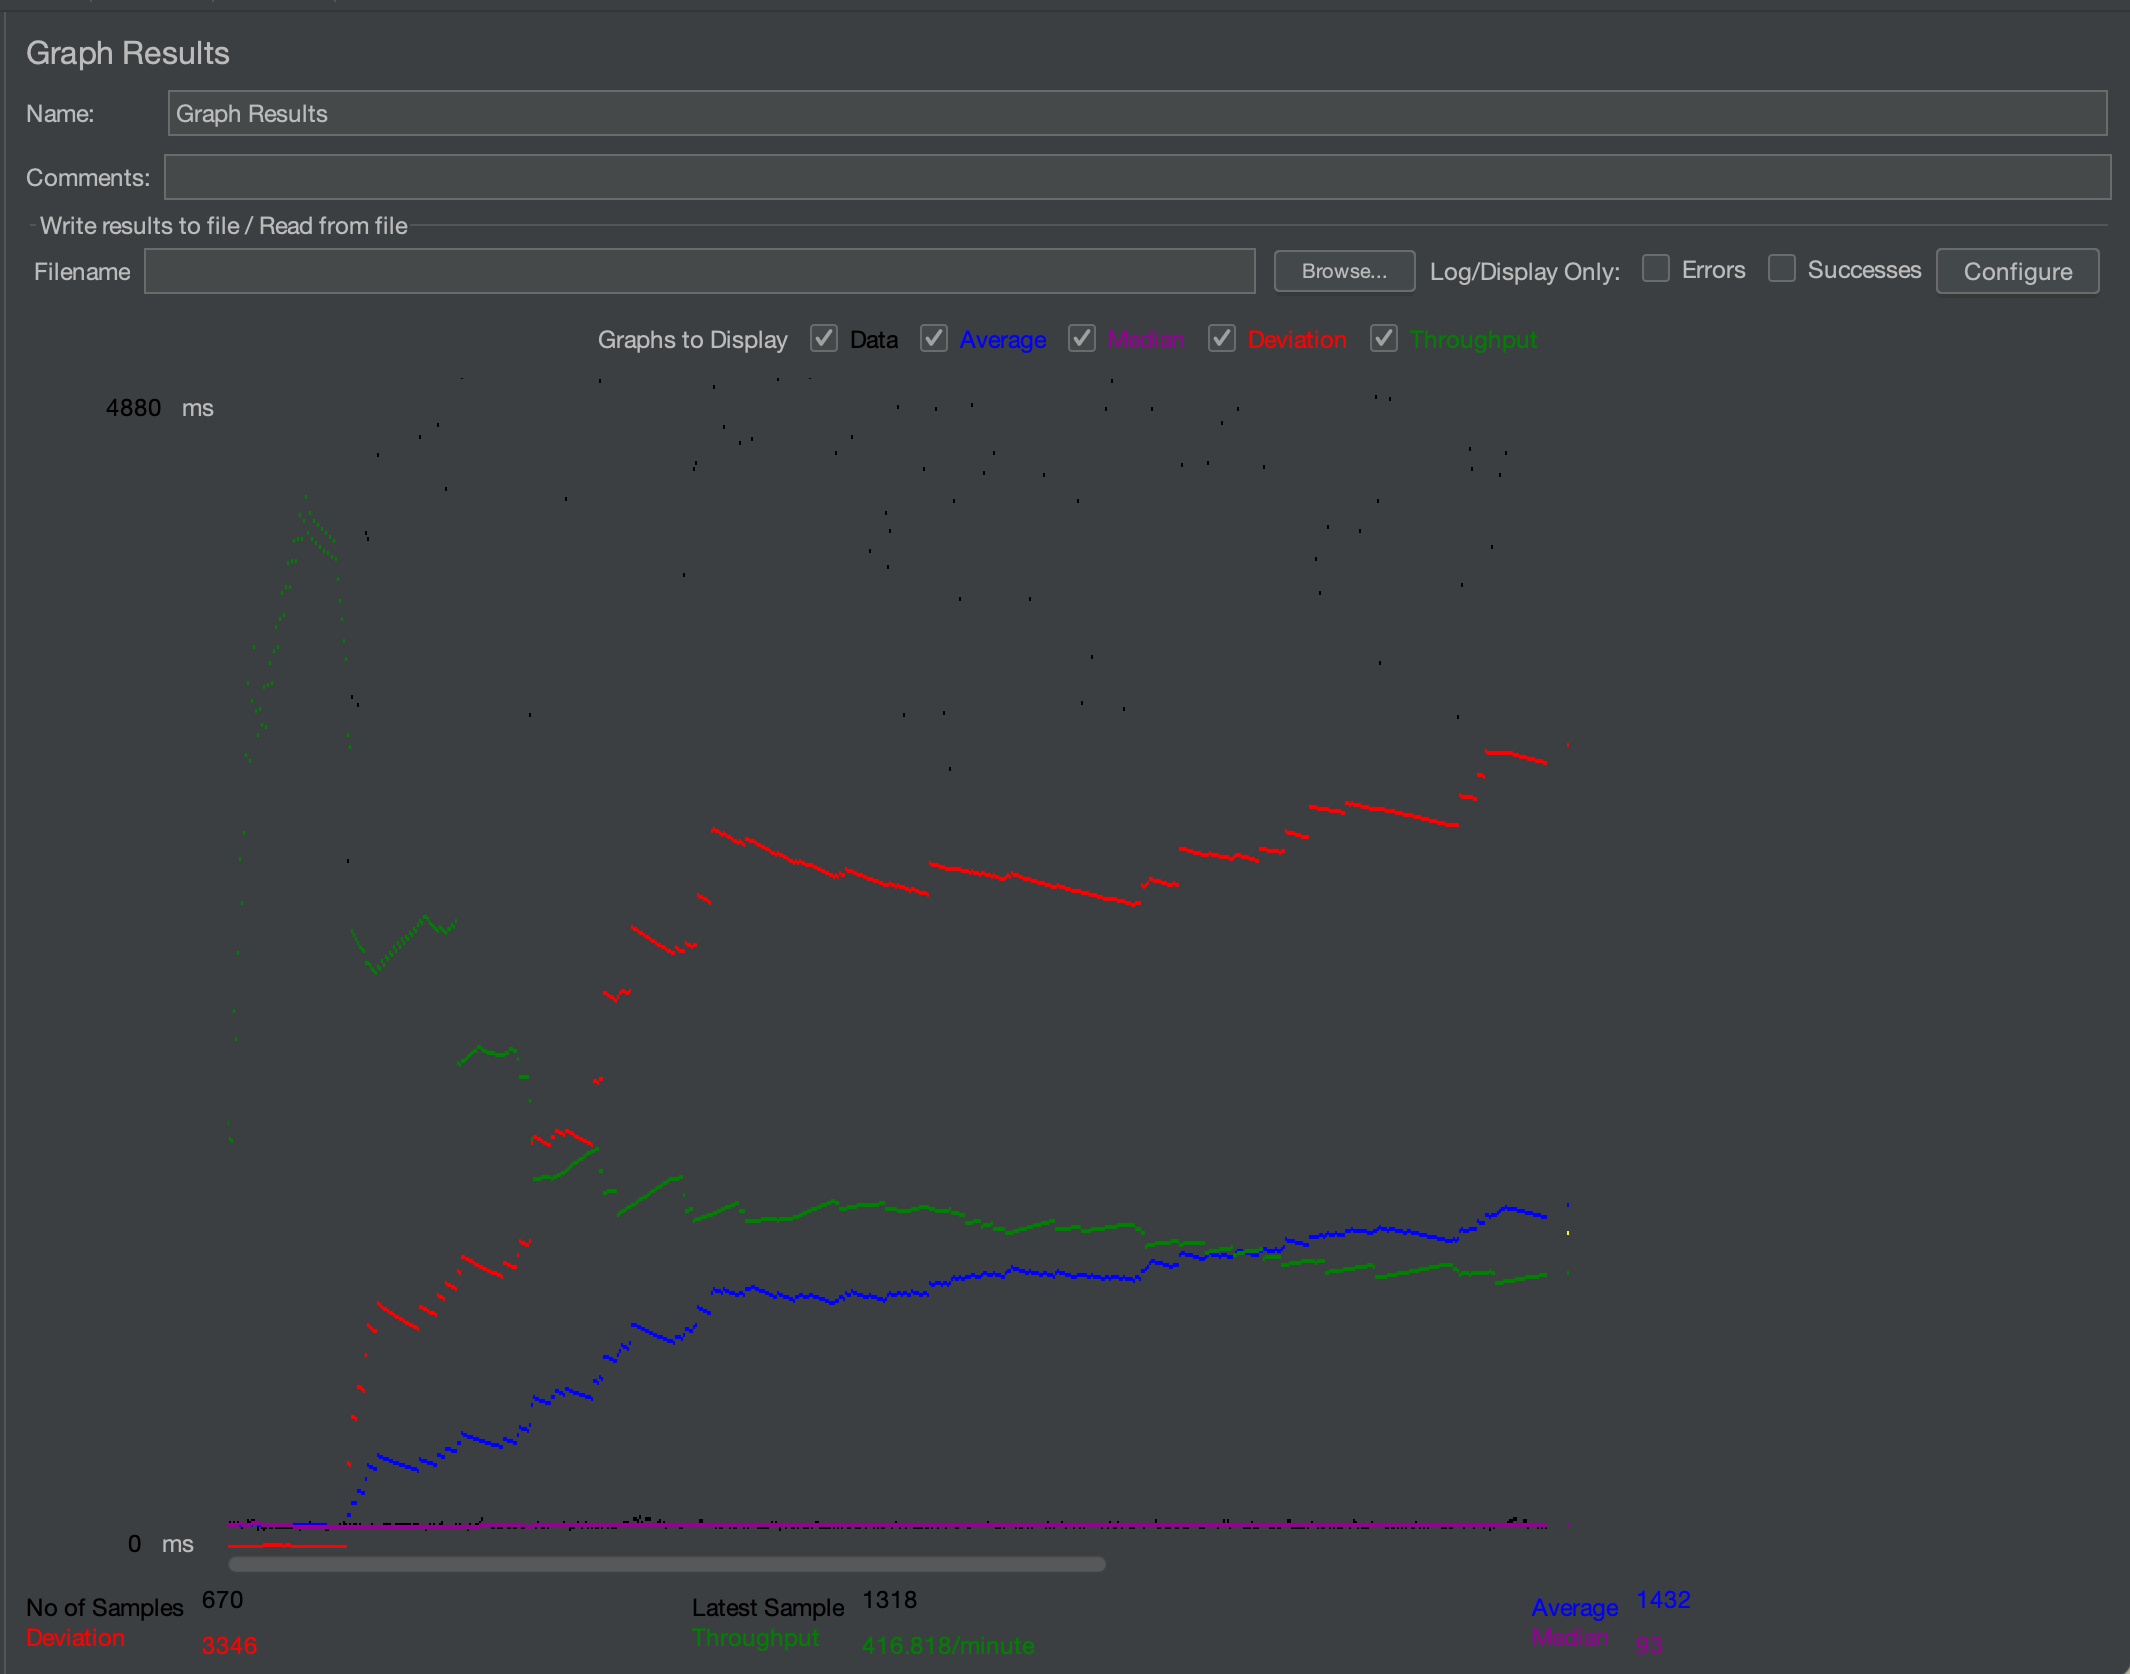 Graph Results
Name: Graph Results
Comments:
Write results to file / Read from file
Filename Browse... Log/Display Only: Errors Successes Configure
Graphs to Display Data Average Median Deviation Throughput
4880 ms
0 ms
No of Samples 670 Latest Sample 1318 Average 1432
Deviation 3346 Throughput 416.818/minute Median 93